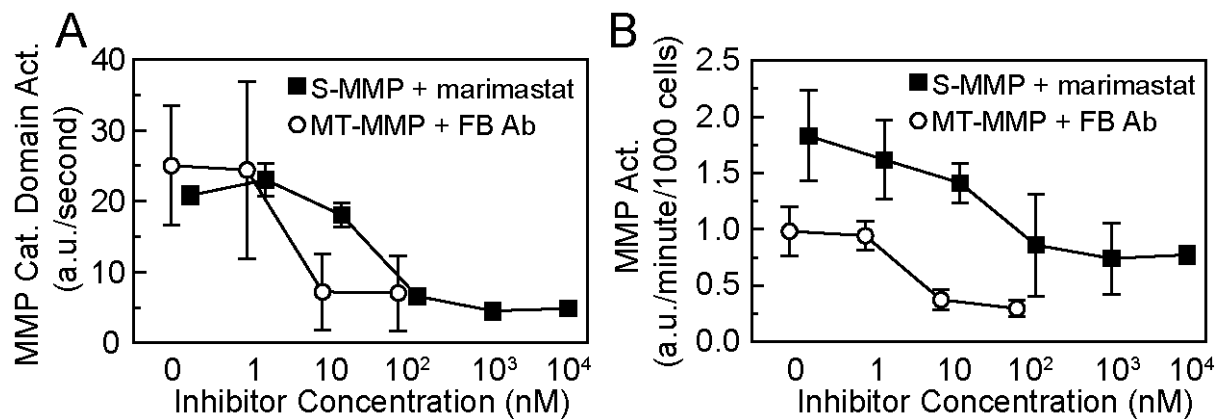 A
MMP Cat. Domain Act.
(a.u./second)
40
30
20
10
0
S-MMP + marimastat
MT-MMP + FB Ab
0 1 10 10² 10³ 10⁴
Inhibitor Concentration (nM)
B
MMP Act.
(a.u./minute/1000 cells)
2.5
2.0
1.5
1.0
0.5
0.0
S-MMP + marimastat
MT-MMP + FB Ab
0 1 10 10² 10³ 10⁴
Inhibitor Concentration (nM)